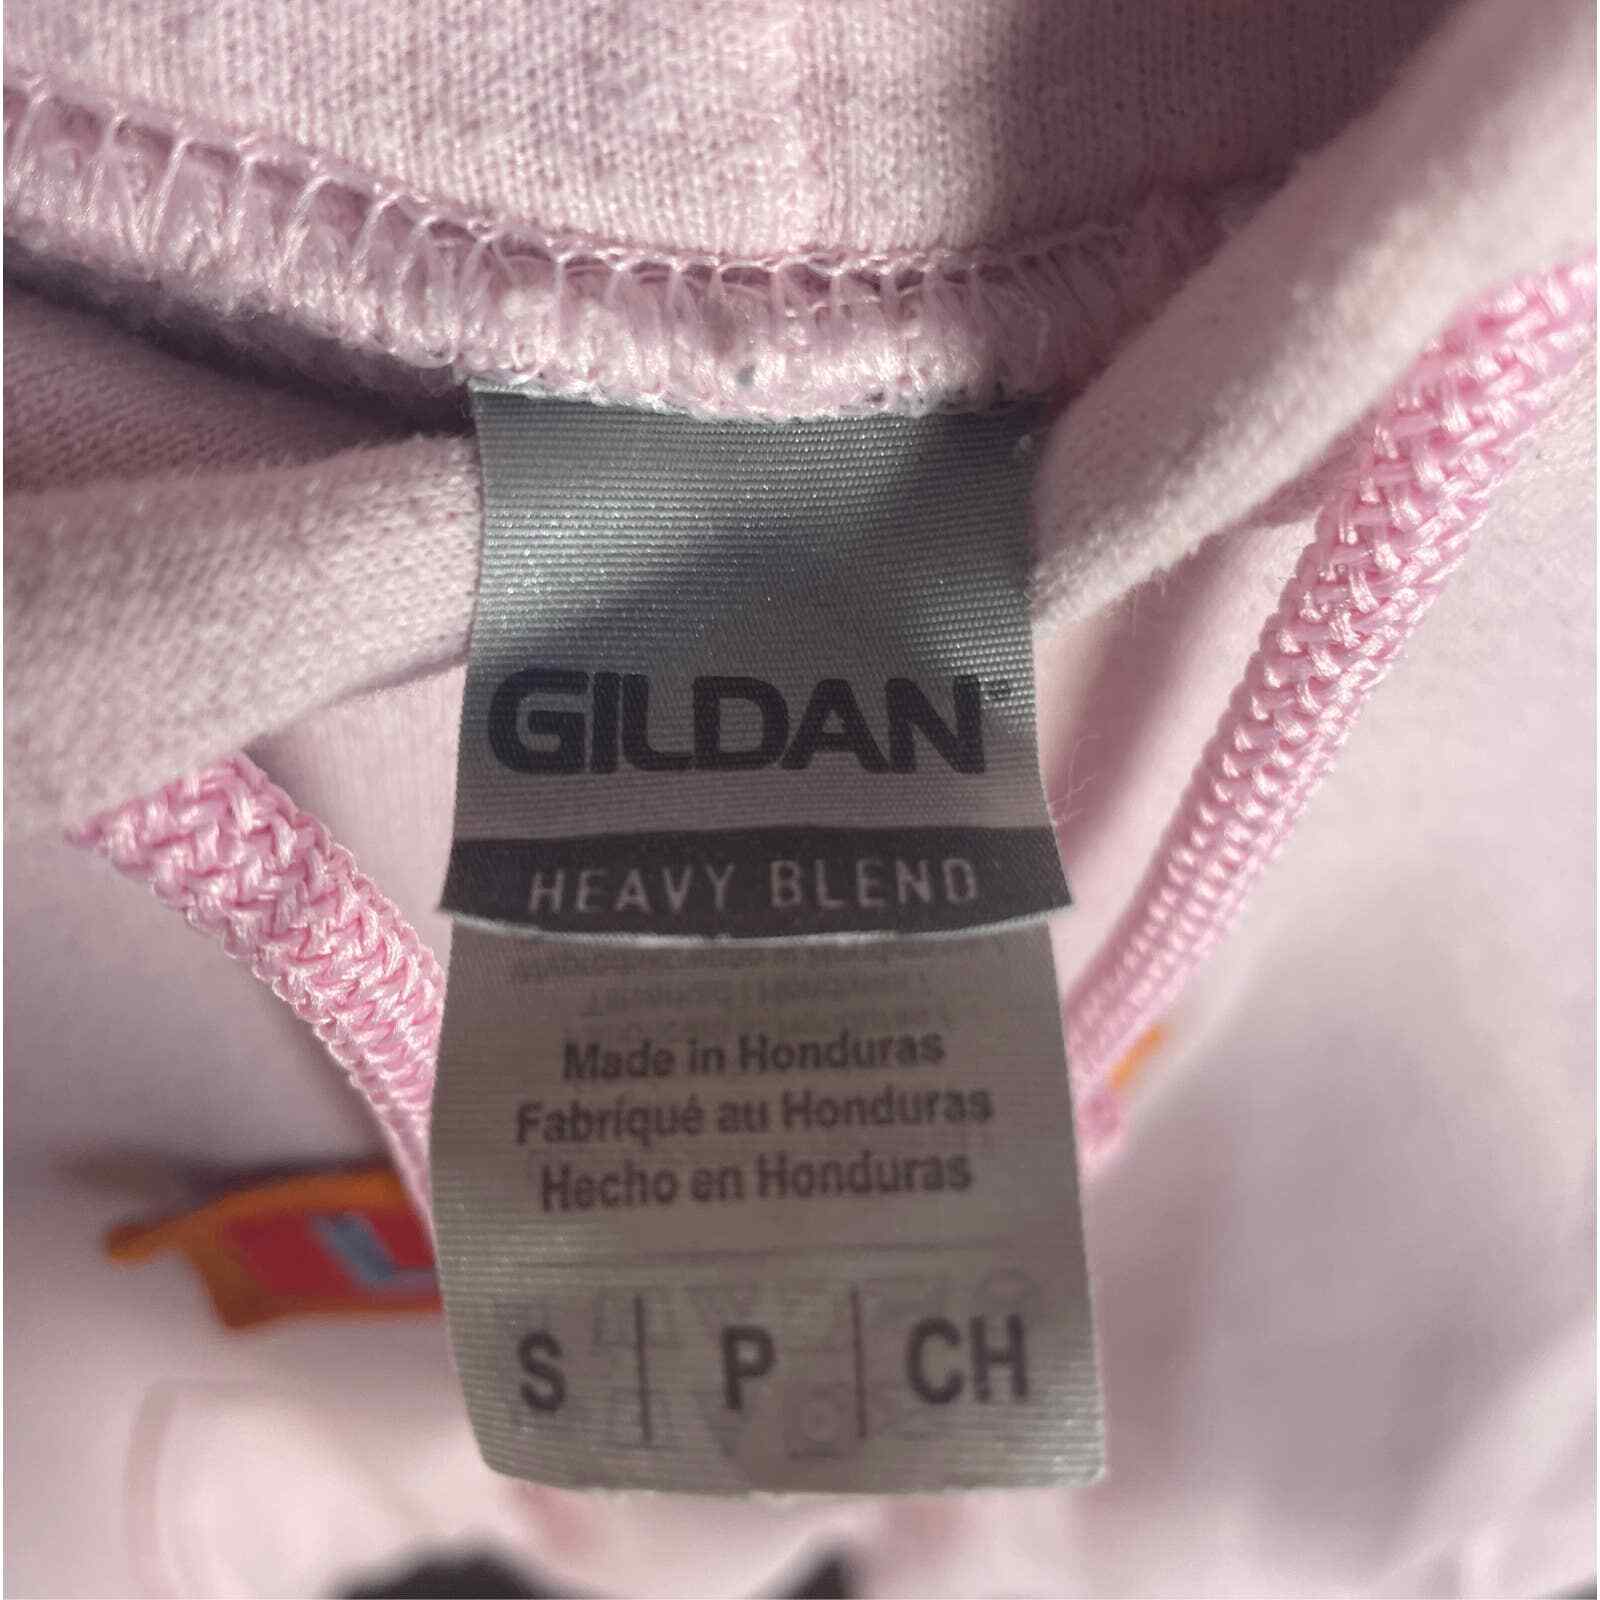 GILDAN
HEAVY BLEND
Made in Honduras
Fabriqué au Honduras
Hecho en Honduras
S | P | CH